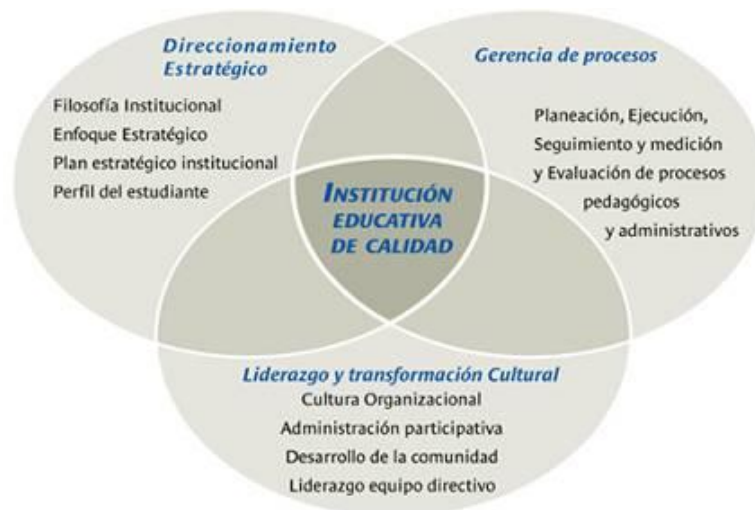 Direccionamiento
Estratégico
Filosofía Institucional
Enfoque Estratégico
Plan estratégico institucional
Perfil del estudiante
Gerencia de procesos
Planeación, Ejecución,
Seguimiento y medición
y Evaluación de procesos
pedagógicos
y administrativos
INSTITUCIÓN
EDUCATIVA
DE CALIDAD
Liderazgo y transformación Cultural
Cultura Organizacional
Administración participativa
Desarrollo de la comunidad
Liderazgo equipo directivo